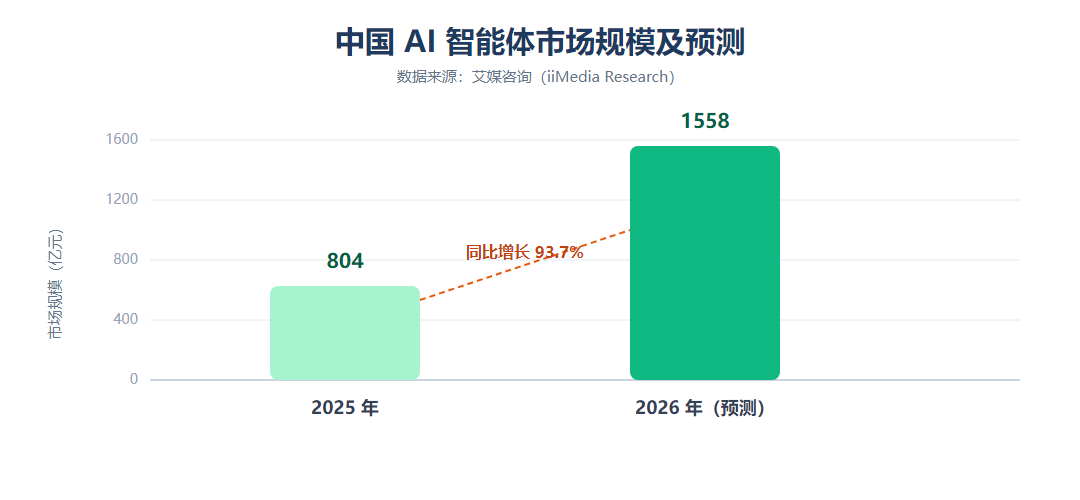 中国 AI 智能体市场规模及预测
数据来源：艾媒咨询（iiMedia Research）
市场规模（亿元）
1600
1200
800
400
0
804
同比增长 93.7%
1558
2025 年
2026 年（预测）